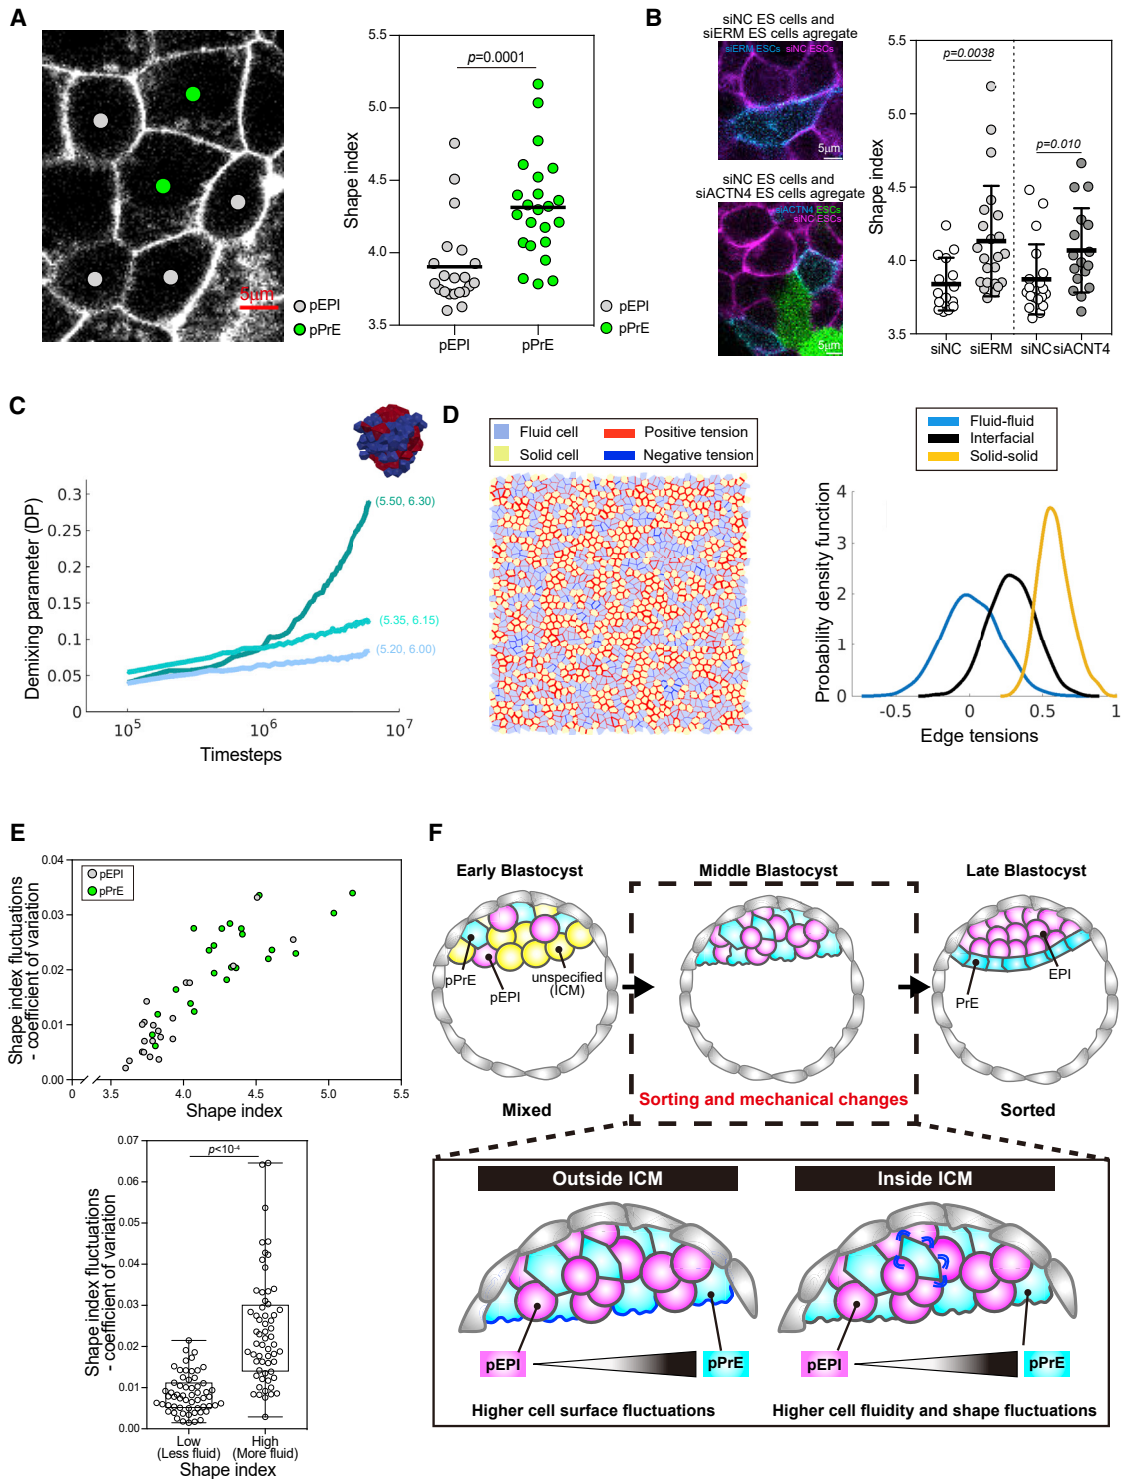 A
5μm
pEPI
pPrE
5.5
5.0
4.5
4.0
3.5
Shape index
p=0.0001
pEPI
pPrE
pEPI
pPrE
B
siNC ES cells and
siERM ES cells agregate
siERM ESCs siNC ESCs
5μm
siNC ES cells and
siACTN4 ES cells agregate
siACTN4 ESCs
siNC ESCs
5μm
5.5
5.0
4.5
4.0
3.5
Shape index
p=0.0038
p=0.010
siNC
siERM
siNC
siACNT4
C
0.3
0.25
0.2
0.15
0.1
0.05
0
Demixing parameter (DP)
(5.50, 6.30)
(5.35, 6.15)
(5.20, 6.00)
10⁵
10⁶
10⁷
Timesteps
D
Fluid cell
Positive tension
Solid cell
Negative tension
Fluid-fluid
Interfacial
Solid-solid
4
3
2
1
0
Probability density function
-0.5
0
0.5
1
Edge tensions
E
pEPI
pPrE
0.04
0.03
0.02
0.01
0.00
Shape index fluctuations
- coefficient of variation
0
3.5
4.0
4.5
5.0
5.5
Shape index
0.07
0.06
0.05
0.04
0.03
0.02
0.01
0.00
Shape index fluctuations
- coefficient of variation
p<10⁻⁴
Low
(Less fluid)
High
(More fluid)
Shape index
F
Early Blastocyst
Middle Blastocyst
Late Blastocyst
pPrE
pEPI
unspecified
(ICM)
EPI
PrE
Mixed
Sorting and mechanical changes
Sorted
Outside ICM
Inside ICM
pEPI
pPrE
pEPI
pPrE
Higher cell surface fluctuations
Higher cell fluidity and shape fluctuations